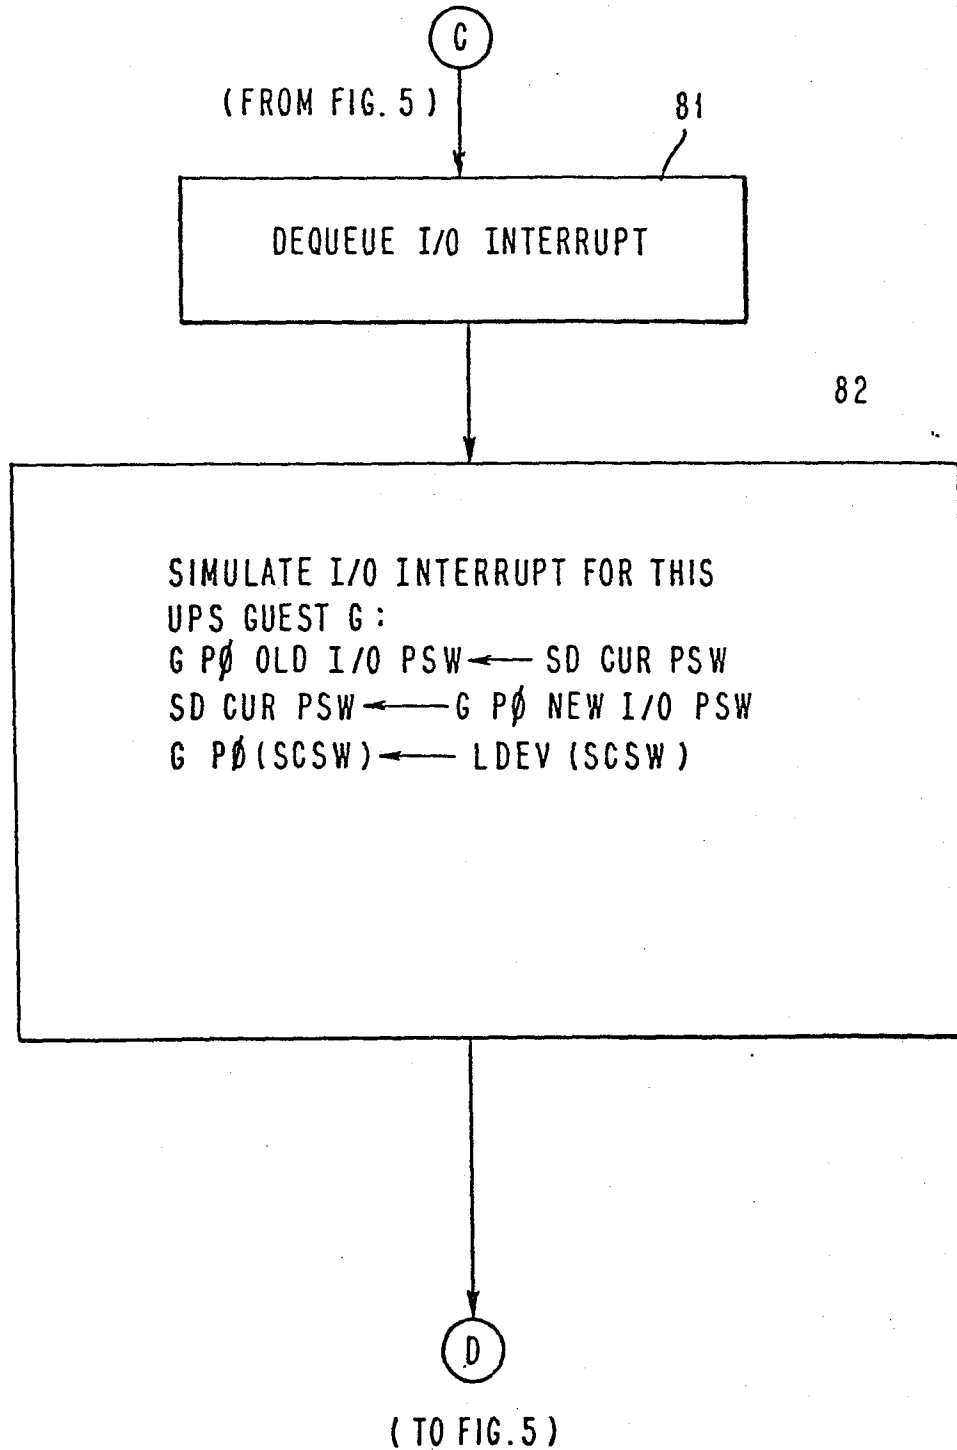 C
(FROM FIG. 5)
81
DEQUEUE I/O INTERRUPT
82
SIMULATE I/O INTERRUPT FOR THIS
UPS GUEST G:
G PØ OLD I/O PSW ← SD CUR PSW
SD CUR PSW ← G PØ NEW I/O PSW
G PØ(SCSW) ← LDEV (SCSW)
D
(TO FIG. 5)